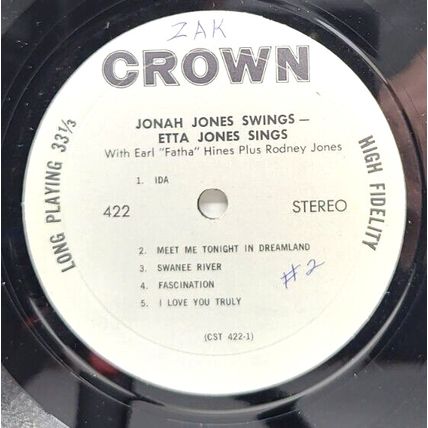 ZAK
CROWN
JONAH JONES SWINGS—
ETTA JONES SINGS
With Earl "Fatha" Hines Plus Rodney Jones
1. IDA
LONG PLAYING 33⅓
HIGH FIDELITY
422 STEREO
2. MEET ME TONIGHT IN DREAMLAND
3. SWANEE RIVER
4. FASCINATION
5. I LOVE YOU TRULY
#2
(CST 422-1)